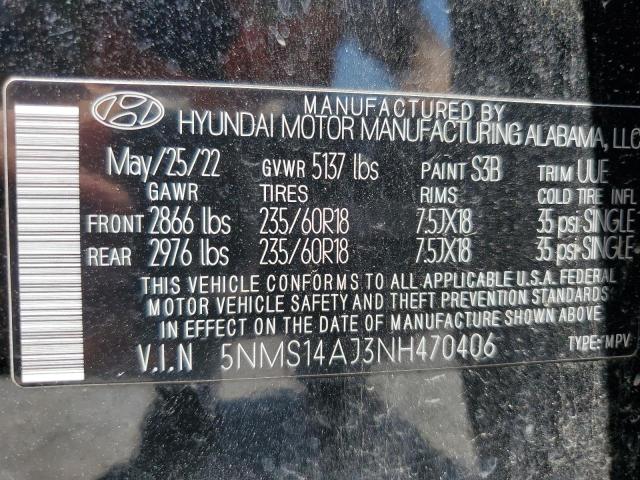 MANUFACTURED BY
HYUNDAI MOTOR MANUFACTURING ALABAMA, LLC
May/25/22 GVWR 5137 lbs PAINT S3B TRIM UUE
GAWR TIRES RIMS COLD TIRE INFL
FRONT 2866 lbs 235/60R18 7.5JX18 35 psi-SINGLE
REAR 2976 lbs 235/60R18 7.5JX18 35 psi-SINGLE
THIS VEHICLE CONFORMS TO ALL APPLICABLE U.S.A. FEDERAL
MOTOR VEHICLE SAFETY AND THEFT PREVENTION STANDARDS
IN EFFECT ON THE DATE OF MANUFACTURE SHOWN ABOVE
V.I.N 5NMS14AJ3NH470406 TYPE: MPV